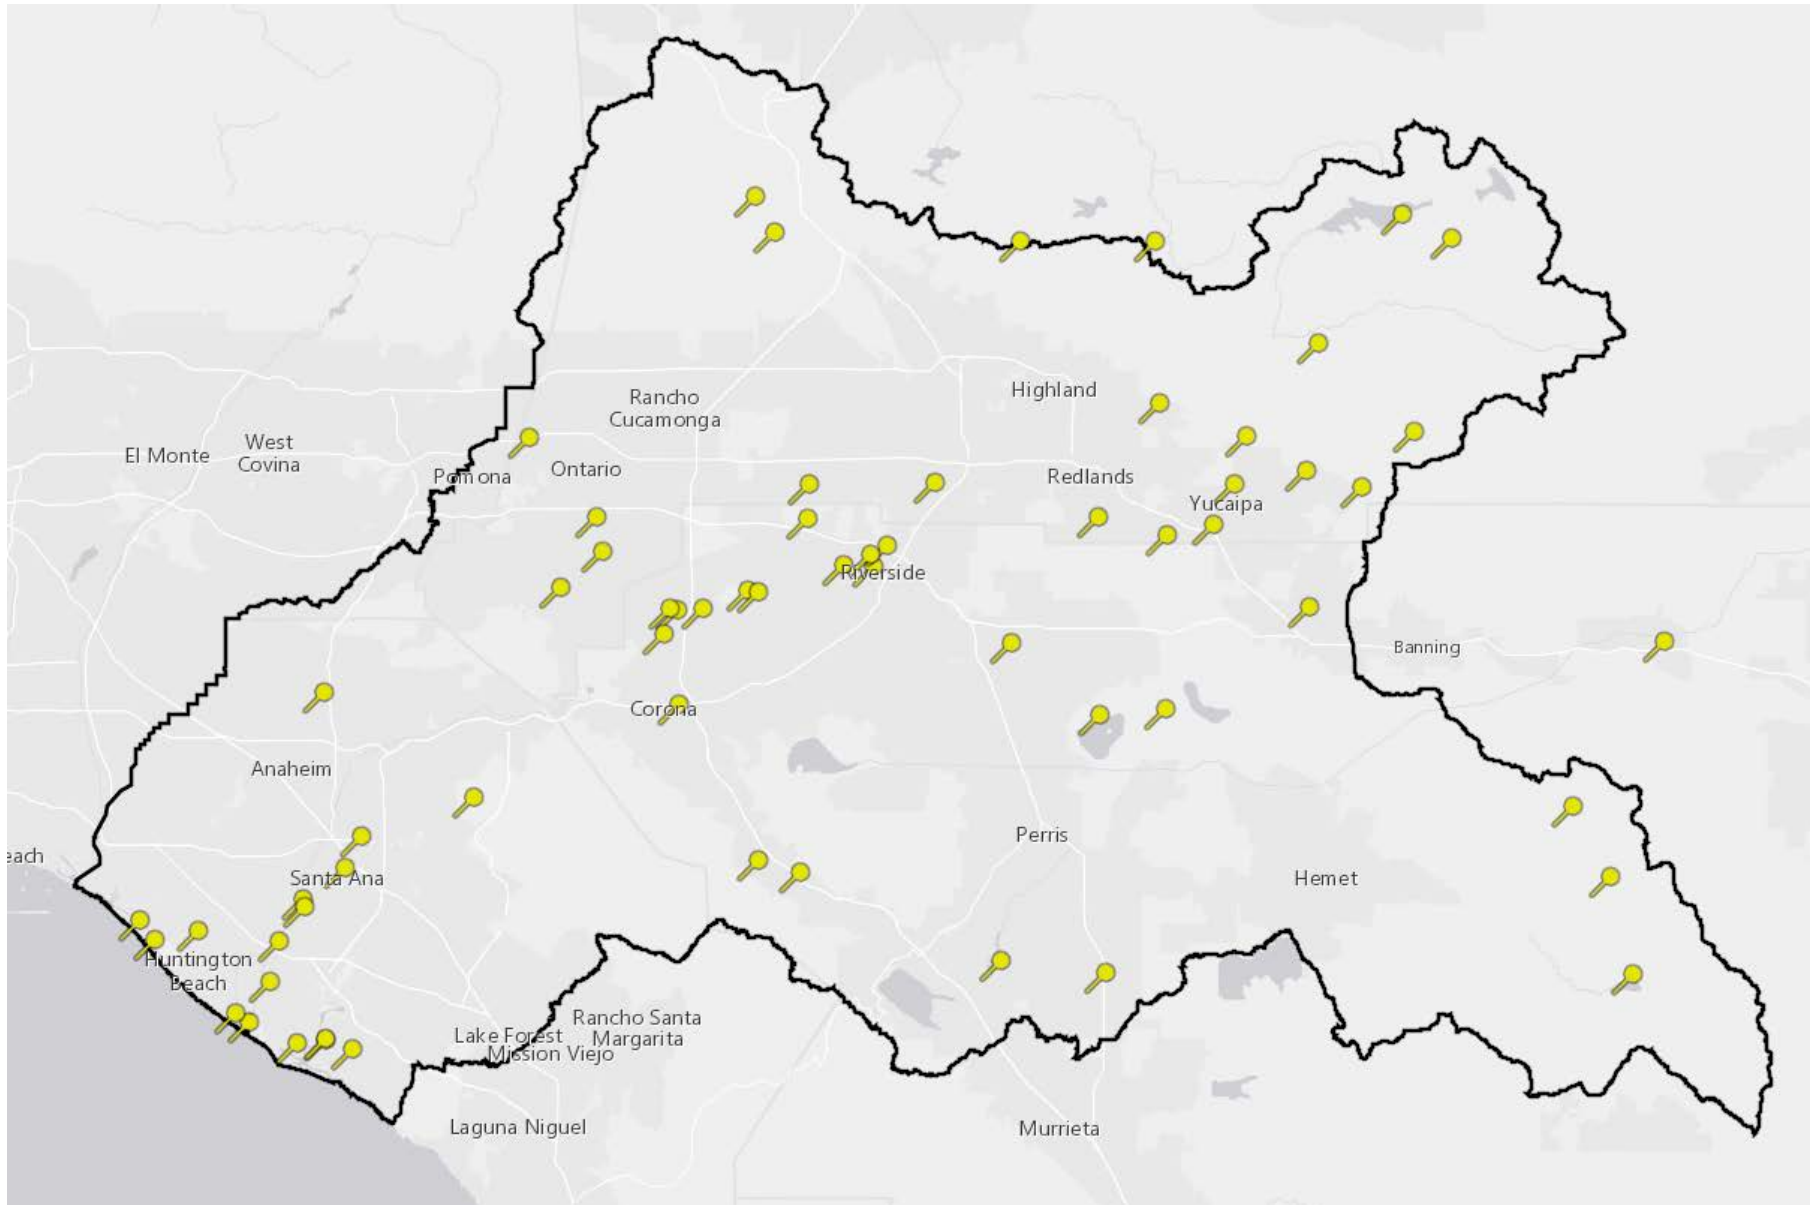 Highland
Rancho
Cucamonga
West
Covina
El Monte
Pomona
Ontario
Redlands
Yucaipa
Riverside
Banning
Corona
Anaheim
Perris
each
Santa Ana
Hemet
Huntington
Beach
Rancho Santa
Margarita
Lake Forest
Mission Viejo
Laguna Niguel
Murrieta